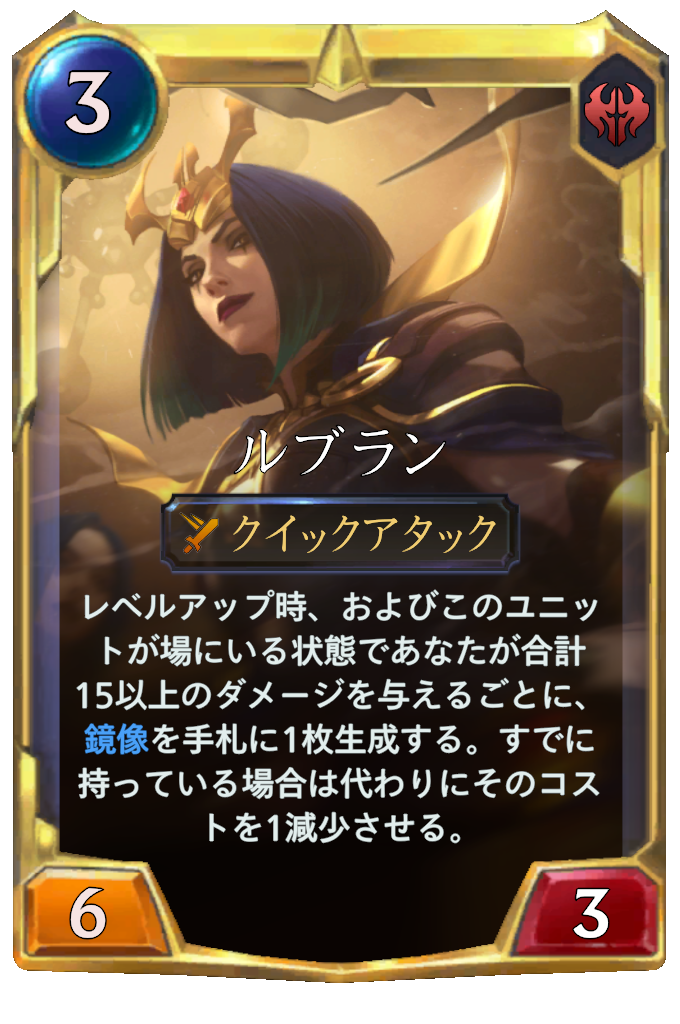 3
ルブラン
クイックアタック
レベルアップ時、およびこのユニッ
トが場にいる状態であなたが合計
15以上のダメージを与えるごとに、
鏡像を手札に1枚生成する。すでに
持っている場合は代わりにそのコス
トを1減少させる。
6
3